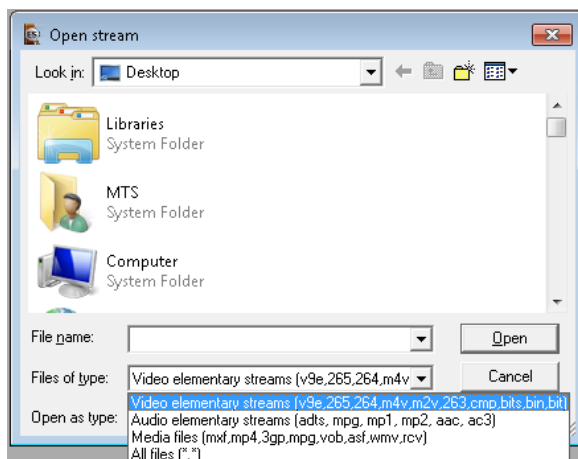 ES
Open stream
Look in: Desktop
Libraries
System Folder
MTS
System Folder
Computer
System Folder
File name:
Open
Files of type: Video elementary streams (v9e,265,264,m4v
Cancel
Open as type:
Video elementary streams (v9e,265,264,m4v,m2v,263,cmp,bits,bin,bit)
Audio elementary streams (adts, mpg, mp1, mp2, aac, ac3)
Media files (mxf,mp4,3gp,mpg,vob,asf,wmv,rcv)
All files (*.*)